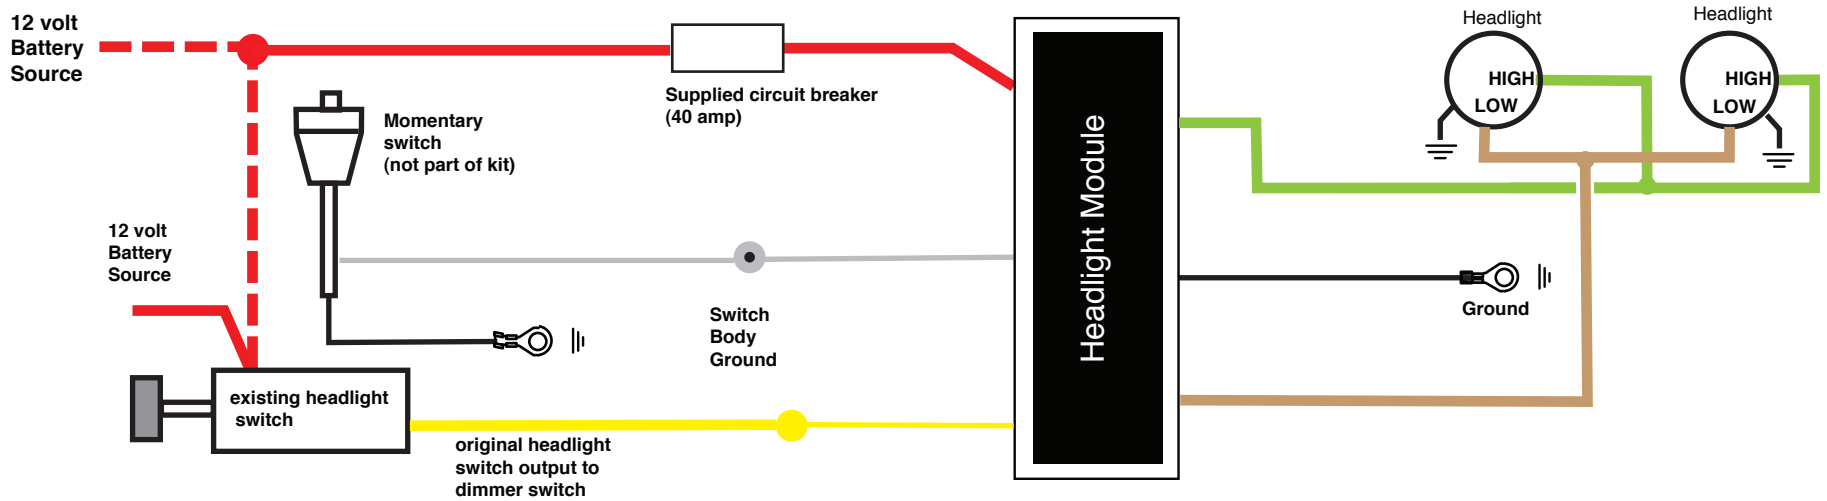 12 volt
Battery
Source
Supplied circuit breaker
(40 amp)
Momentary
switch
(not part of kit)
12 volt
Battery
Source
Switch
Body
Ground
existing headlight
switch
original headlight
switch output to
dimmer switch
Headlight Module
Headlight
HIGH
LOW
Headlight
HIGH
LOW
Ground